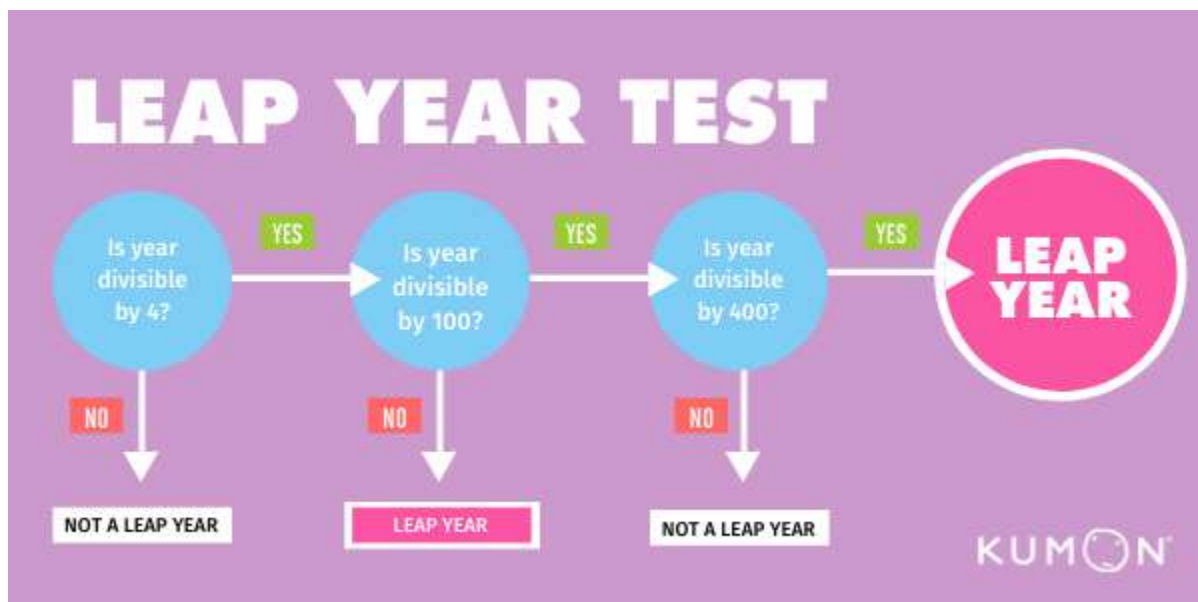 LEAP YEAR TEST
Is year
divisible
by 4?
YES
Is year
divisible
by 100?
YES
Is year
divisible
by 400?
YES
LEAP
YEAR
NO
NO
NO
NOT A LEAP YEAR
LEAP YEAR
NOT A LEAP YEAR
KUMON